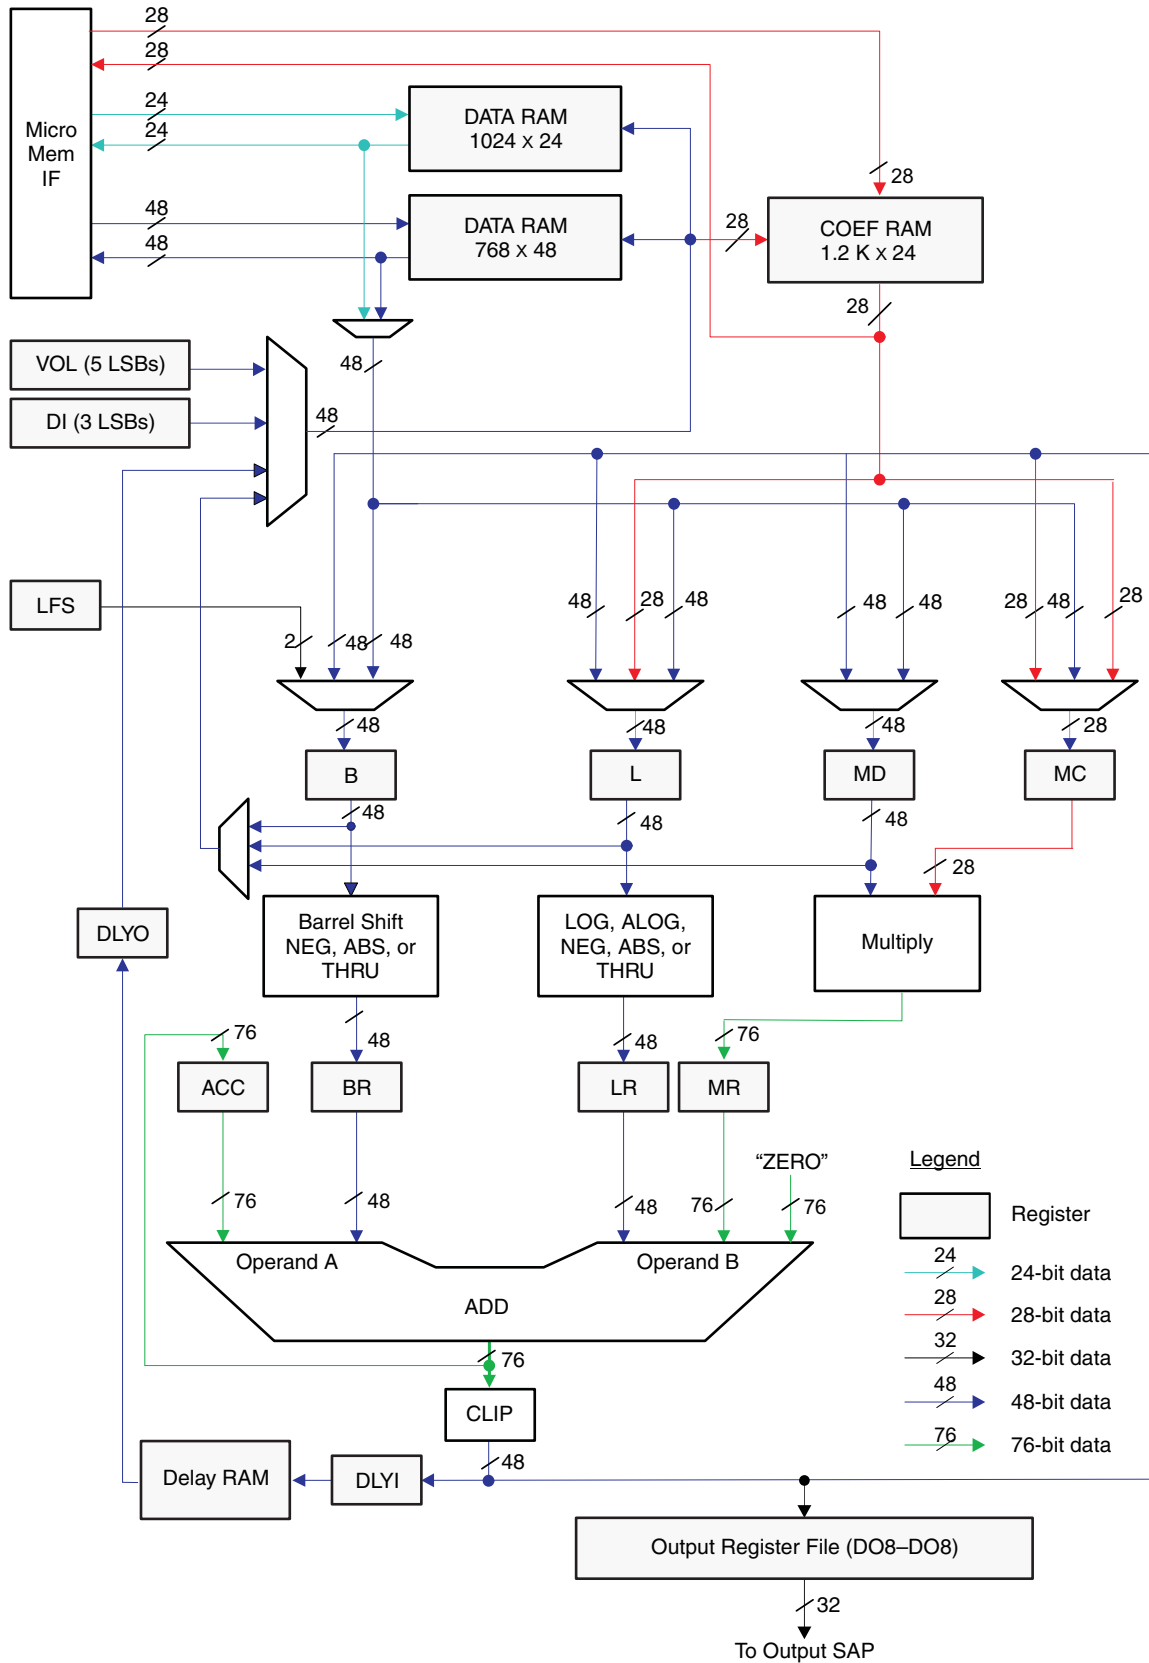 28
28
24
24
Micro
Mem
IF
DATA RAM
1024 X 24
28
48
48
DATA RAM
768 X 48
28
COEF RAM
1.2 K X 24
28
VOL (5 LSBs)
48
DI (3 LSBs)
48
LFS
2
48
48
48
28
48
48
48
28
48
28
48
48
48
28
B
L
MD
MC
48
48
48
28
DLYO
Barrel Shift
NEG, ABS, or
THRU
LOG, ALOG,
NEG, ABS, or
THRU
Multiply
76
48
48
76
ACC
BR
LR
MR
“ZERO”
76
48
48
76
76
Operand A
Operand B
ADD
76
CLIP
48
Delay RAM
DLYI
Output Register File (DO8–DO8)
32
To Output SAP
Legend
Register
24
24-bit data
28
28-bit data
32
32-bit data
48
48-bit data
76
76-bit data